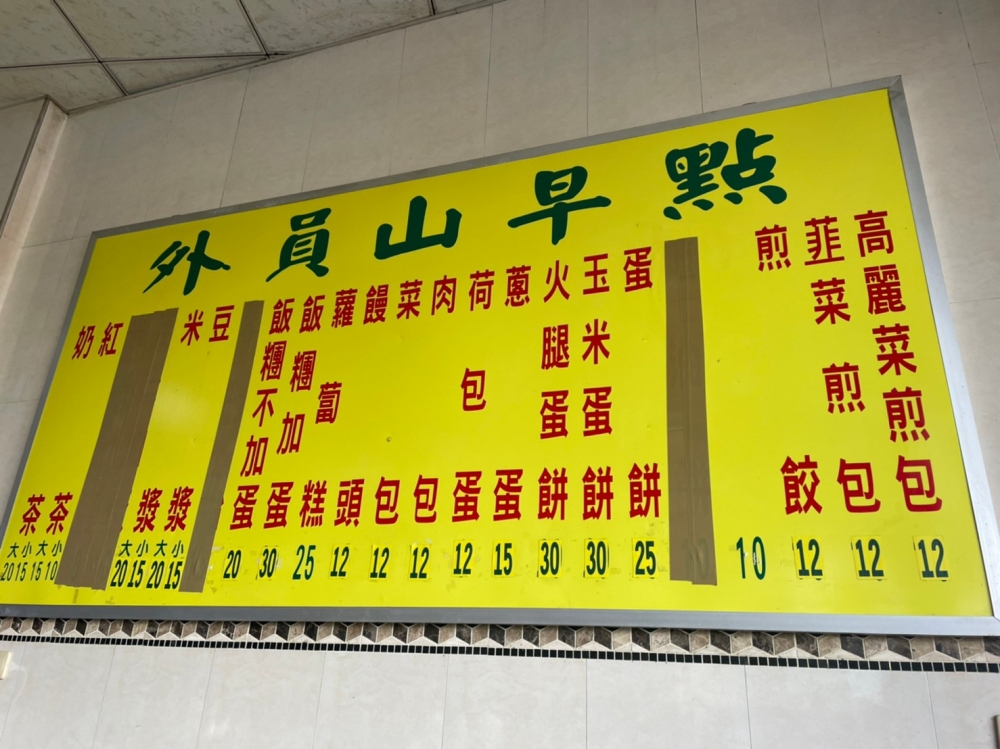 外員山早點
高麗菜煎包 12
韮菜煎包 12
煎餃 12
10
蛋餅 25
玉米蛋餅 30
火腿蛋餅 30
蔥蛋 15
荷包蛋 12
肉包 12
菜包 12
饅頭 12
蘿蔔糕 25
飯糰加蛋 30
飯糰不加蛋 20
豆漿 大20 小15
米漿 大20 小15
紅茶 大15 小10
奶茶 大20 小15